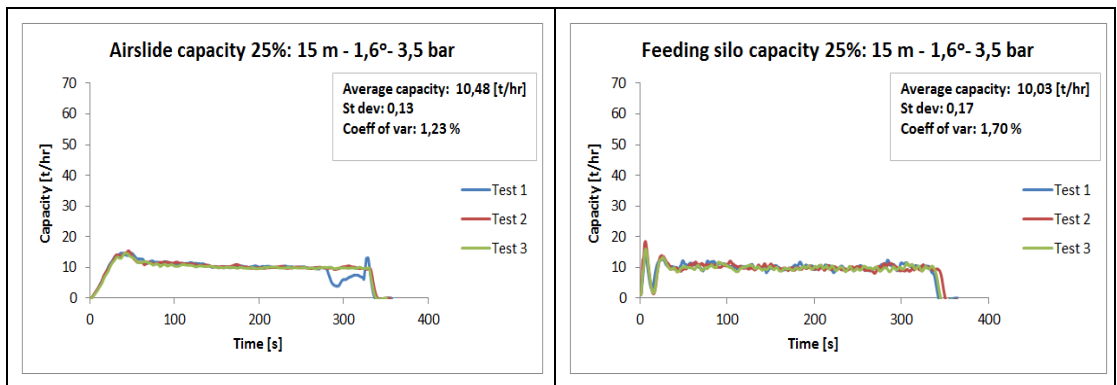 Airslide capacity 25%: 15 m - 1,6º- 3,5 bar
Average capacity: 10,48 [t/hr]
St dev: 0,13
Coeff of var: 1,23 %
Capacity [t/hr]
70
60
50
40
30
20
10
0
Test 1
Test 2
Test 3
0
100
200
300
400
Time [s]
Feeding silo capacity 25%: 15 m - 1,6º- 3,5 bar
Average capacity: 10,03 [t/hr]
St dev: 0,17
Coeff of var: 1,70 %
Capacity [t/hr]
70
60
50
40
30
20
10
0
Test 1
Test 2
Test 3
0
100
200
300
400
Time [s]